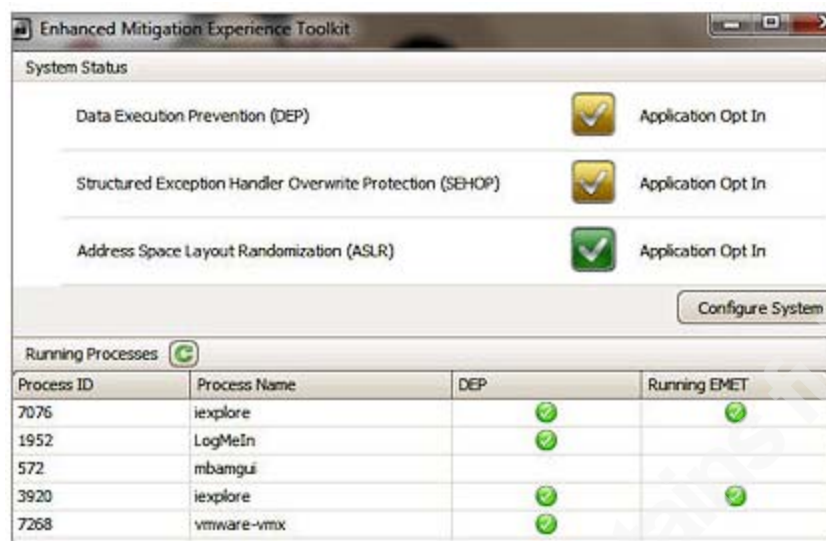 Enhanced Mitigation Experience Toolkit
System Status
Data Execution Prevention (DEP) Application Opt In
Structured Exception Handler Overwrite Protection (SEHOP) Application Opt In
Address Space Layout Randomization (ASLR) Application Opt In
Configure System
Running Processes
Process ID Process Name DEP Running EMET
7076 iexplore
1952 LogMeIn
572 mbamgui
3920 iexplore
7268 vmware-vmx